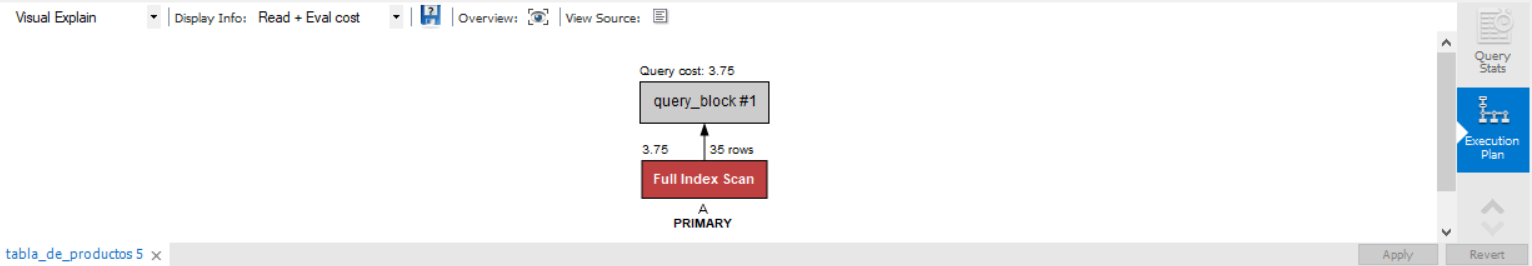 Visual Explain Display Info: Read + Eval cost Overview: View Source:
Query Stats
Query cost: 3.75
query_block #1
3.75 35 rows
Full Index Scan
A
PRIMARY
Execution Plan
tabla_de_productos 5
Apply Revert